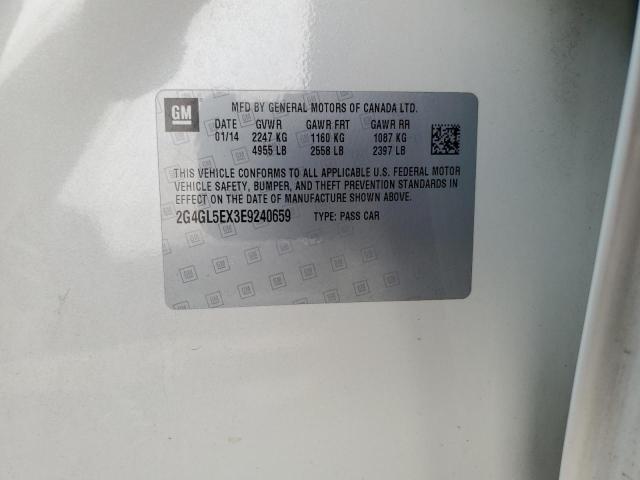 GM
MFD BY GENERAL MOTORS OF CANADA LTD.
DATE GVWR GAWR FRT GAWR RR
01/14 2247 KG 1160 KG 1087 KG
4955 LB 2558 LB 2397 LB
THIS VEHICLE CONFORMS TO ALL APPLICABLE U.S. FEDERAL MOTOR
VEHICLE SAFETY, BUMPER, AND THEFT PREVENTION STANDARDS IN
EFFECT ON THE DATE OF MANUFACTURE SHOWN ABOVE.
2G4GL5EX3E9240659 TYPE: PASS CAR